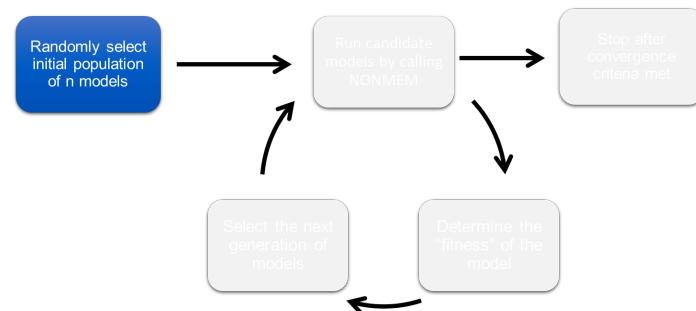 Randomly select
initial population
of n models
Run candidate
models by calling
NONMEM
Stop after
convergence
criteria met
Select the next
generation of
models
Determine the
“fitness” of the
model